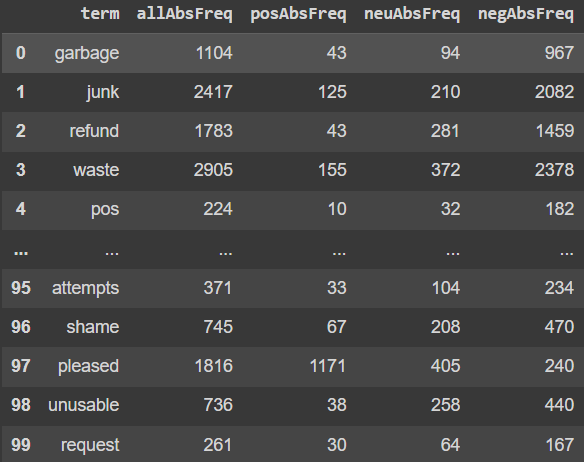 term allAbsFreq posAbsFreq neuAbsFreq negAbsFreq
0 garbage 1104 43 94 967
1 junk 2417 125 210 2082
2 refund 1783 43 281 1459
3 waste 2905 155 372 2378
4 pos 224 10 32 182
... ... ... ... ... ...
95 attempts 371 33 104 234
96 shame 745 67 208 470
97 pleased 1816 1171 405 240
98 unusable 736 38 258 440
99 request 261 30 64 167